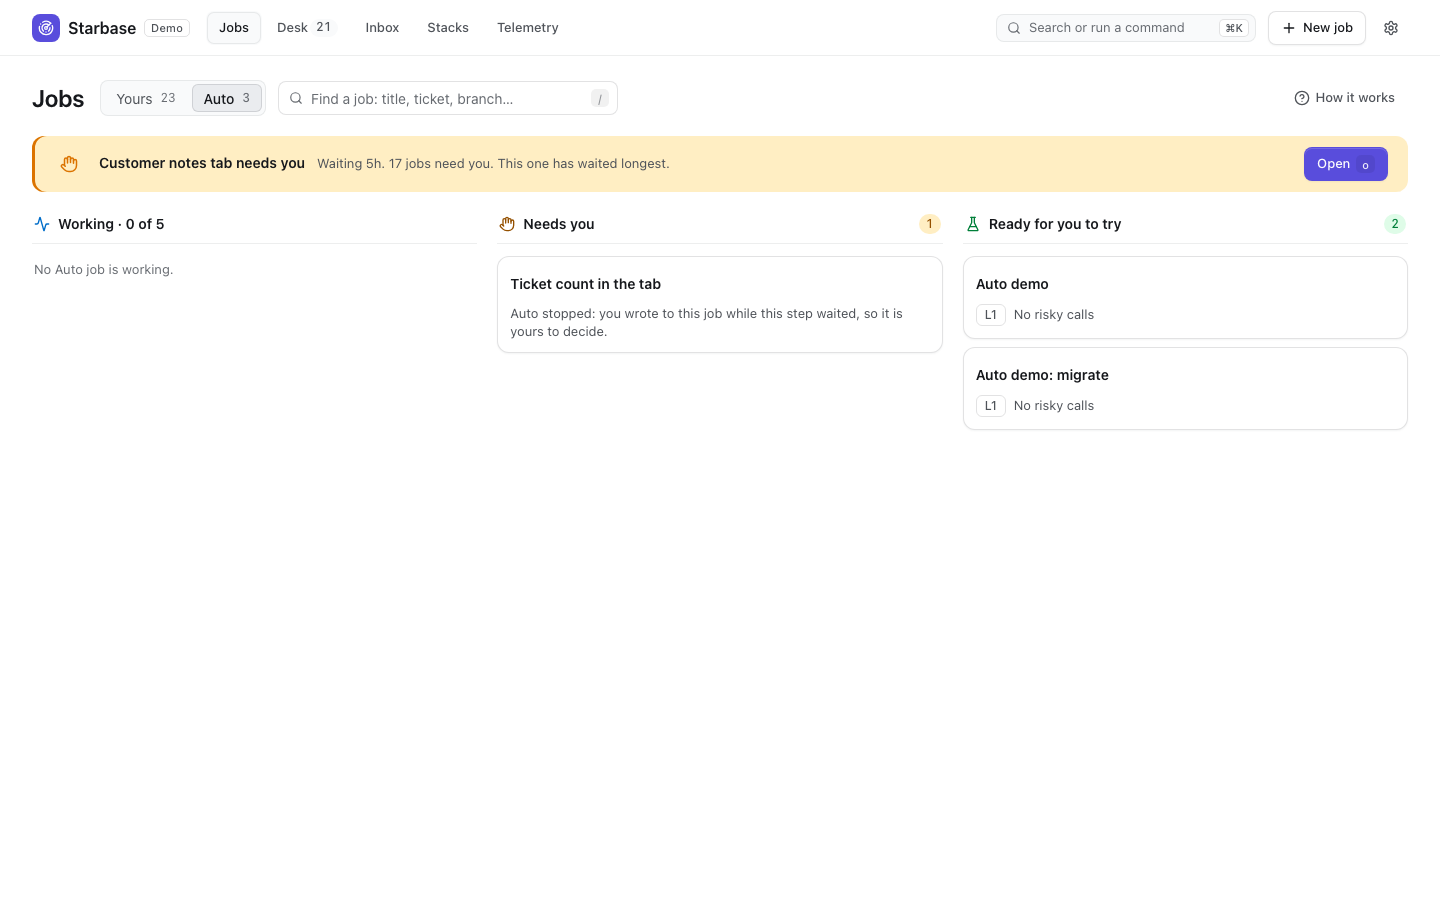 Starbase Demo Jobs Desk 21 Inbox Stacks Telemetry Search or run a command ⌘K New job
Jobs Yours 23 Auto 3 Find a job: title, ticket, branch... / How it works
Customer notes tab needs you Waiting 5h. 17 jobs need you. This one has waited longest. Open o
Working · 0 of 5
No Auto job is working.
Needs you 1
Ticket count in the tab
Auto stopped: you wrote to this job while this step waited, so it is
yours to decide.
Ready for you to try 2
Auto demo
L1 No risky calls
Auto demo: migrate
L1 No risky calls